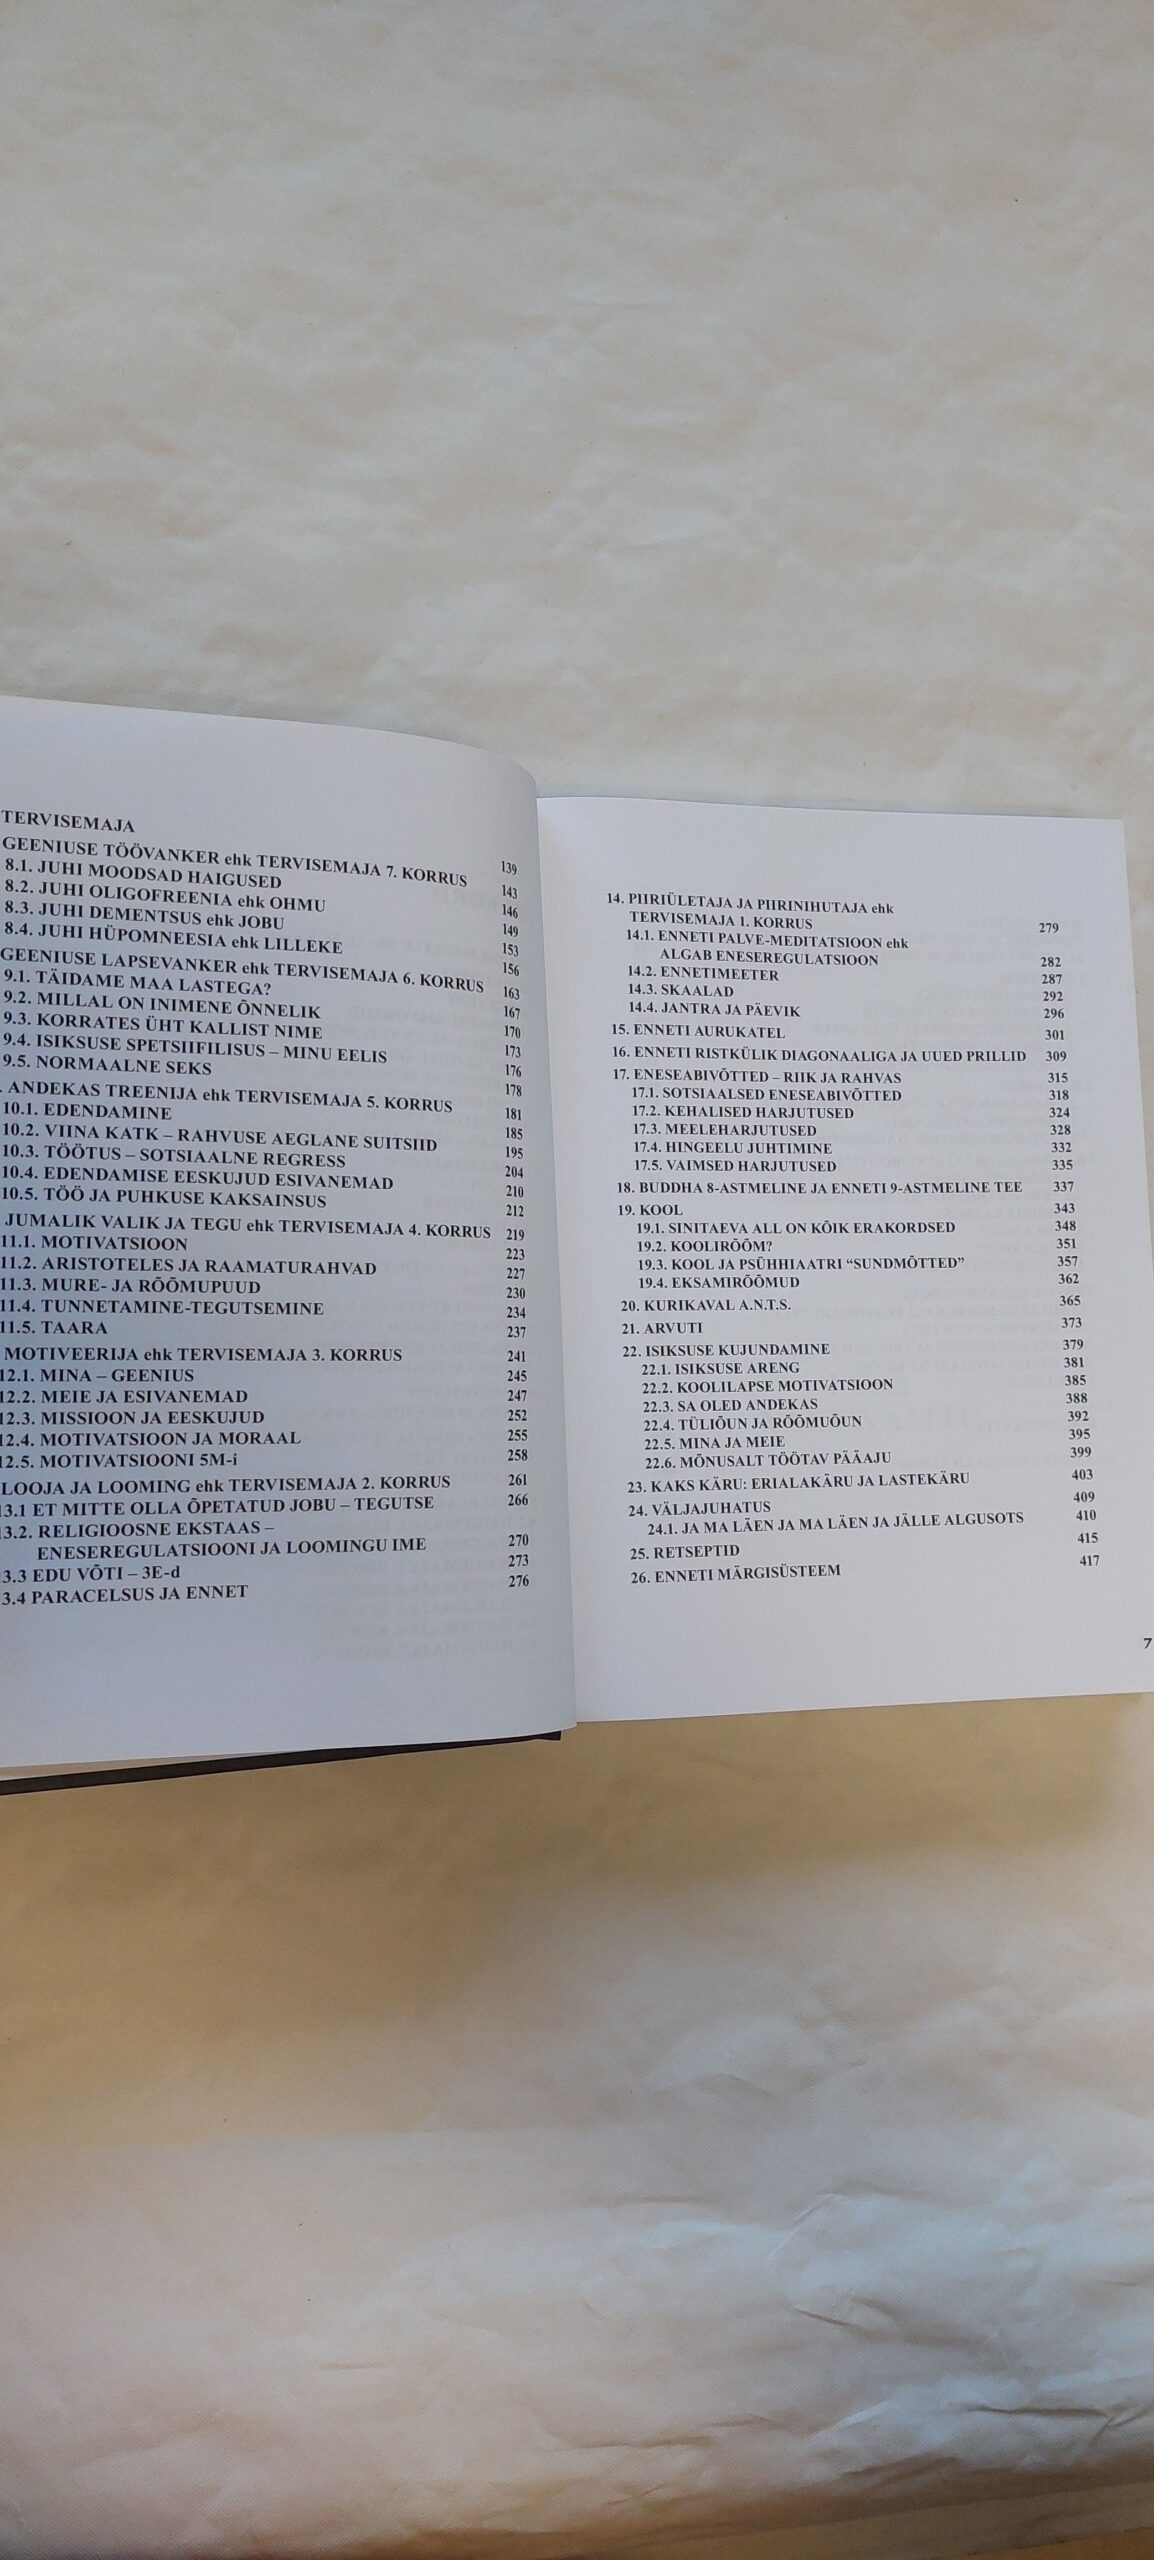 TERVISEMAJA
GEENIUSE TÖÖVANKER ehk TERVISEMAJA 7. KORRUS 139
8.1. JUHI MOODSAD HAIGUSED 143
8.2. JUHI OLIGOFREENIA ehk OHMU 146
8.3. JUHI DEMENTSUS ehk JOBU 149
8.4. JUHI HÜPOMNEESIA ehk LILLEKE 153
GEENIUSE LAPSEVANKER ehk TERVISEMAJA 6. KORRUS 156
9.1. TÄIDAME MAA LASTEGA? 163
9.2. MILLAL ON INIMENE ÕNNELIK 167
9.3. KORRATES ÜHT KALLIST NIME 170
9.4. ISIKSUSE SPETSIIFILISUS – MINU EELIS 173
9.5. NORMAALNE SEKS 176
. ANDEKAS TREENIJA ehk TERVISEMAJA 5. KORRUS 178
10.1. EDENDAMINE 181
10.2. VIINA KATK – RAHVUSE AEGLANE SUITSIID 185
10.3. TÖÖTUS – SOTSIAALNE REGRESS 195
10.4. EDENDAMISE EESKUJUD ESIVANEMAD 204
10.5. TÖÖ JA PUHKUSE KAKSAINSUS 210
212
JUMALIK VALIK JA TEGU ehk TERVISEMAJA 4. KORRUS 219
11.1. MOTIVATSIOON 223
11.2. ARISTOTELES JA RAAMATURAHVAD 227
11.3. MURE- JA RÕÕMUPUUD 230
11.4. TUNNETAMINE-TEGUTSEMINE 234
11.5. TAARA 237
MOTIVEERIJA ehk TERVISEMAJA 3. KORRUS 241
12.1. MINA – GEENIUS 245
12.2. MEIE JA ESIVANEMAD 247
12.3. MISSIOON JA EESKUJUD 252
12.4. MOTIVATSIOON JA MORAAL 255
12.5. MOTIVATSIOONI 5M-i 258
LOOJA JA LOOMING ehk TERVISEMAJA 2. KORRUS 261
13.1 ET MITTE OLLA ÕPETATUD JOBU – TEGUTSE 266
13.2. RELIGIOOSNE EKSTAAS –
ENESEREGULATSIOONI JA LOOMINGU IME 270
3.3 EDU VÕTI – 3E-d 273
3.4 PARACELSUS JA ENNET 276
14. PIIRIÜLETAJA JA PIIRINIHUTAJA ehk
TERVISEMAJA 1. KORRUS 279
14.1. ENNETI PALVE-MEDITATSIOON ehk
ALGAB ENESEREGULATSIOON 282
14.2. ENNETIMEETER 287
14.3. SKAALAD 292
14.4. JANTRA JA PÄEVIK 296
15. ENNETI AURUKATEL 301
16. ENNETI RISTKÜLIK DIAGONAALIGA JA UUED PRILLID 309
17. ENESEABIVÕTTED – RIIK JA RAHVAS 315
17.1. SOTSIAALSED ENESEABIVÕTTED 318
17.2. KEHALISED HARJUTUSED 324
17.3. MEELEHARJUTUSED 328
17.4. HINGEELU JUHTIMINE 332
17.5. VAIMSED HARJUTUSED 335
18. BUDDHA 8-ASTMELINE JA ENNETI 9-ASTMELINE TEE 337
19. KOOL 343
19.1. SINITAEVA ALL ON KÕIK ERAKORDSED 348
19.2. KOOLIRÕÕM? 351
19.3. KOOL JA PSÜHHIAATRI “SUNDMÕTTED” 357
19.4. EKSAMIRÕÕMUD 362
20. KURIKAVAL A.N.T.S. 365
21. ARVUTI 373
22. ISIKSUSE KUJUNDAMINE 379
22.1. ISIKSUSE ARENG 381
22.2. KOOLILAPSE MOTIVATSIOON 385
22.3. SA OLED ANDEKAS 388
22.4. TÜLIÕUN JA RÕÕMUÕUN 392
22.5. MINA JA MEIE 395
22.6. MÕNUSALT TÖÖTAV PÄÄAJU 399
23. KAKS KÄRU: ERIALAKÄRU JA LASTEKÄRU 403
24. VÄLJAJUHATUS 409
24.1. JA MA LÄEN JA MA LÄEN JA JÄLLE ALGUSOTS 410
25. RETSEPTID 415
26. ENNETI MÄRGISÜSTEEM 417
7